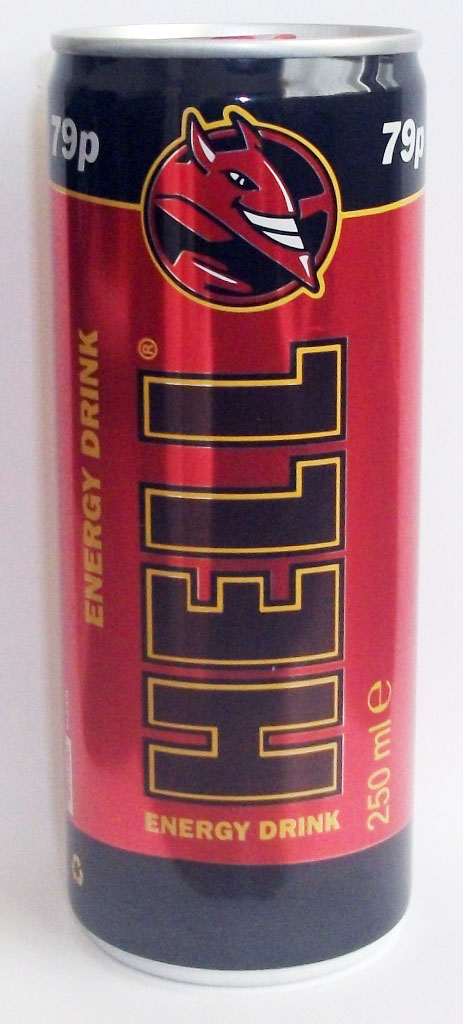 79p
79p
ENERGY DRINK
HELL®
250 ml e
ENERGY DRINK